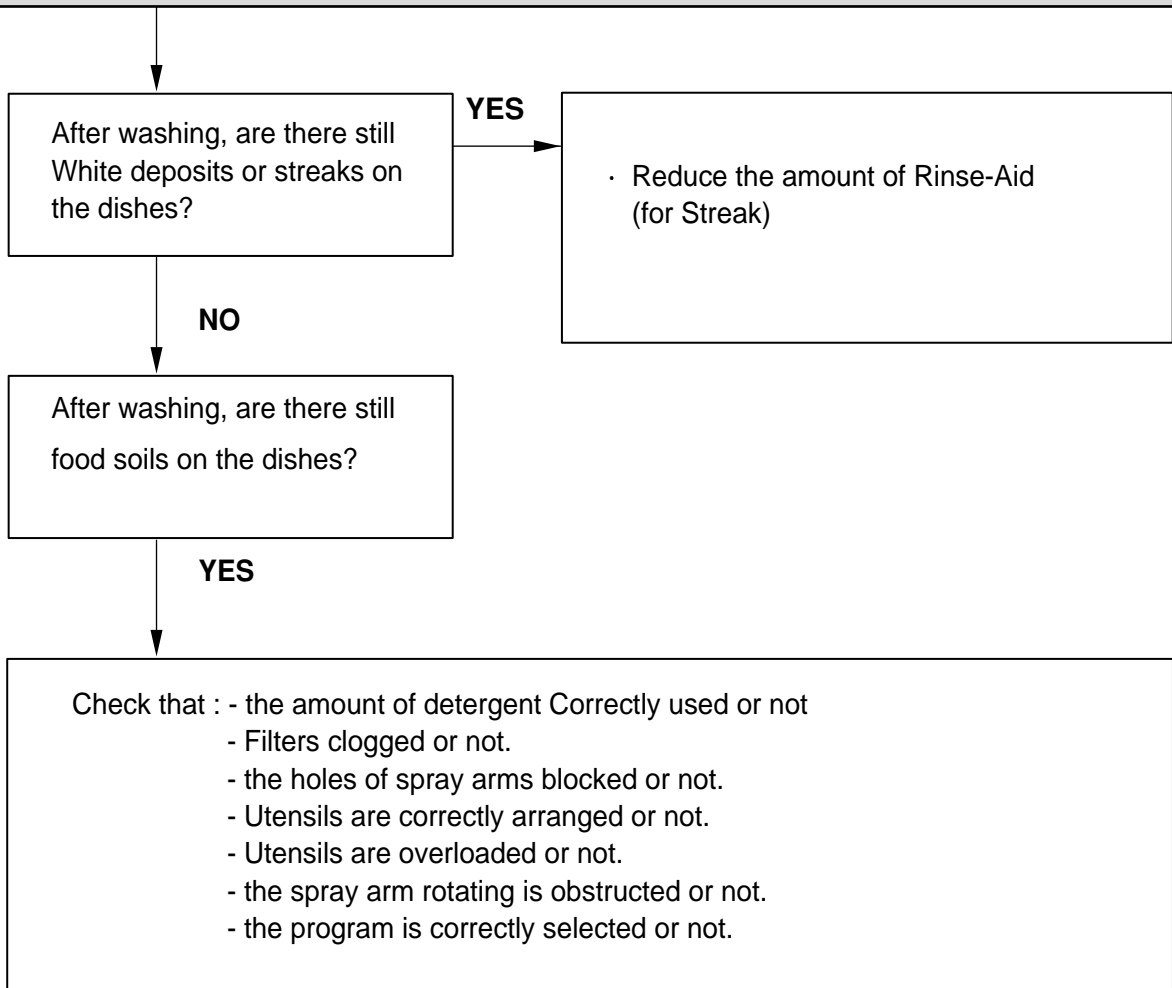 After washing, are there still
White deposits or streaks on
the dishes?
YES
· Reduce the amount of Rinse-Aid
(for Streak)
NO
After washing, are there still
food soils on the dishes?
YES
Check that : - the amount of detergent Correctly used or not
- Filters clogged or not.
- the holes of spray arms blocked or not.
- Utensils are correctly arranged or not.
- Utensils are overloaded or not.
- the spray arm rotating is obstructed or not.
- the program is correctly selected or not.